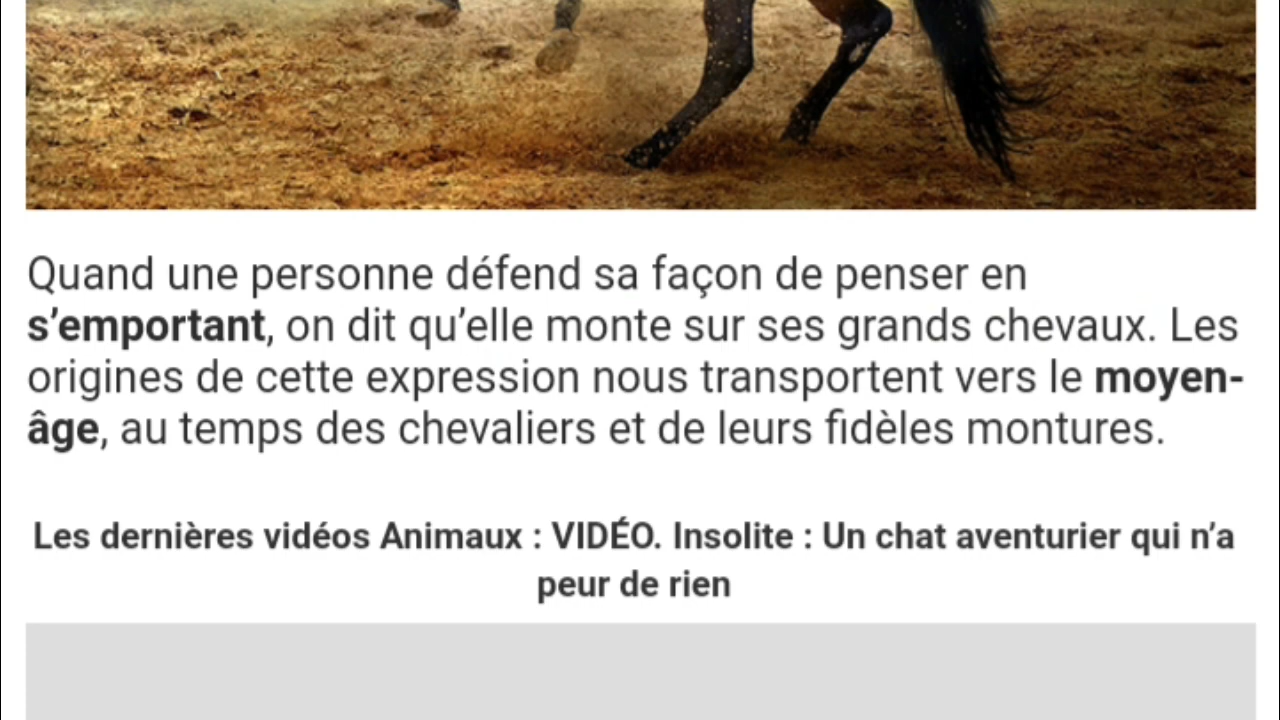 Quand une personne défend sa façon de penser en
s’emportant, on dit qu’elle monte sur ses grands chevaux. Les
origines de cette expression nous transportent vers le moyen-
âge, au temps des chevaliers et de leurs fidèles montures.
Les dernières vidéos Animaux : VIDÉO. Insolite : Un chat aventurier qui n’a
peur de rien